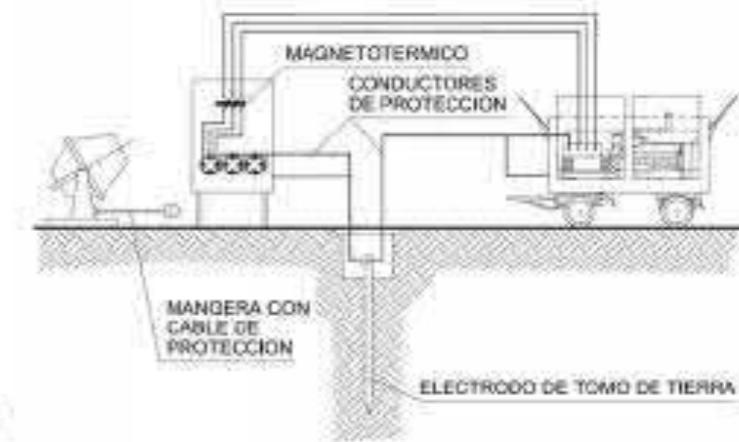 MAGNETOTERMICO
CONDUCTORES
DE PROTECCION
MANGERA CON
CABLE DE
PROTECCION
ELECTRODO DE TOMO DE TIERRA